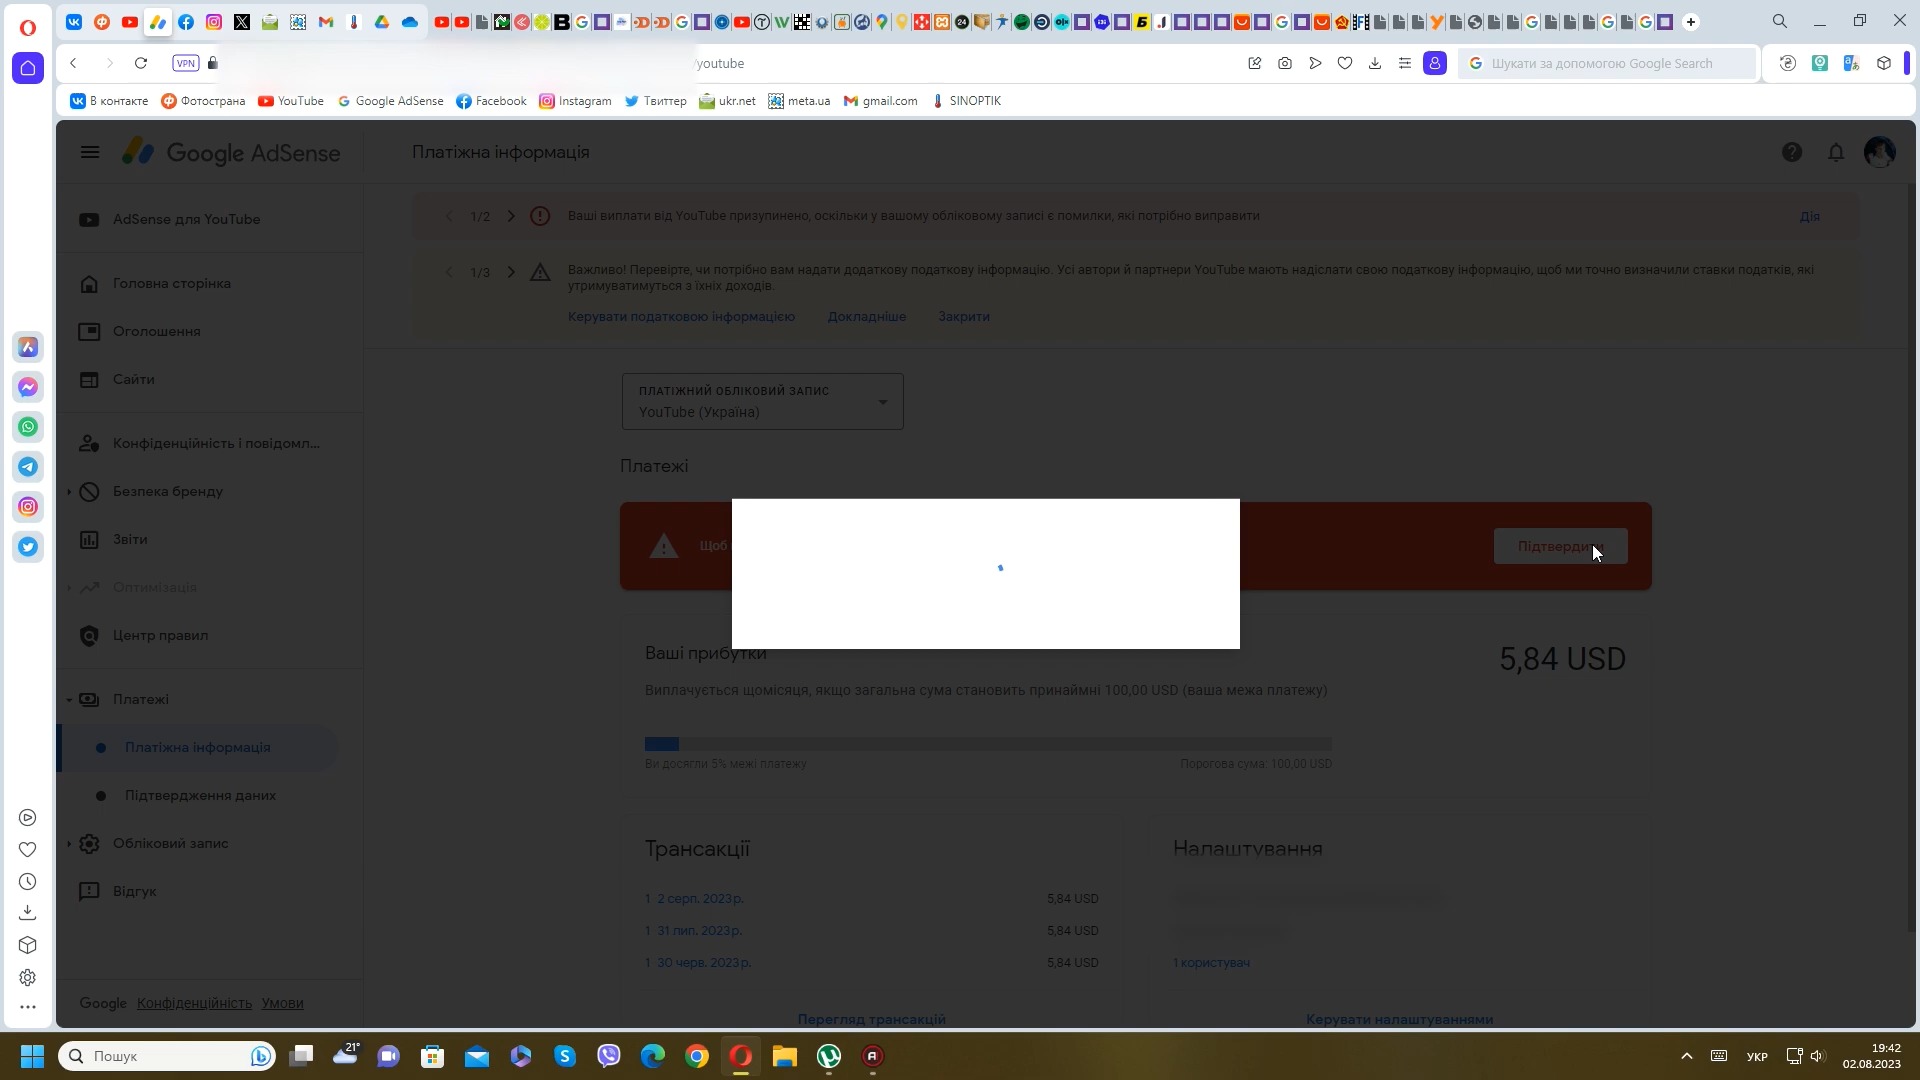 VPN
/youtube
Шукати за допомогою Google Search
В контакте
Фотострана
YouTube
Google AdSense
Facebook
Instagram
Твиттер
ukr.net
meta.ua
gmail.com
SINOPTIK
Google AdSense
Платіжна інформація
AdSense для YouTube
1/2
Ваші виплати від YouTube призупинено, оскільки у вашому обліковому записі є помилки, які потрібно виправити
Дія
1/3
Важливо! Перевірте, чи потрібно вам надати додаткову податкову інформацію. Усі автори й партнери YouTube мають надіслати свою податкову інформацію, щоб ми точно визначили ставки податків, які
утримуватимуться з їхніх доходів.
Керувати податковою інформацією
Докладніше
Закрити
Головна сторінка
Оголошення
Сайти
Конфіденційність і повідомл...
Безпека бренду
Звіти
Оптимізація
Центр правил
Платежі
Платіжна інформація
Підтвердження даних
Обліковий запис
Відгук
Google
Конфіденційність
Умови
ПЛАТІЖНИЙ ОБЛІКОВИЙ ЗАПИС
YouTube (Україна)
Платежі
Щоб
Підтвердити
Ваші прибутки
5,84 USD
Виплачується щомісяця, якщо загальна сума становить принаймні 100,00 USD (ваша межа платежу)
Ви досягли 5% межі платежу
Порогова сума: 100,00 USD
Трансакції
1–2 серп. 2023 р.
5,84 USD
1–31 лип. 2023 р.
5,84 USD
1–30 черв. 2023 р.
5,84 USD
Перегляд трансакцій
Налаштування
1 користувач
Керувати налаштуваннями
Пошук
21°
УКР
19:42
02.08.2023